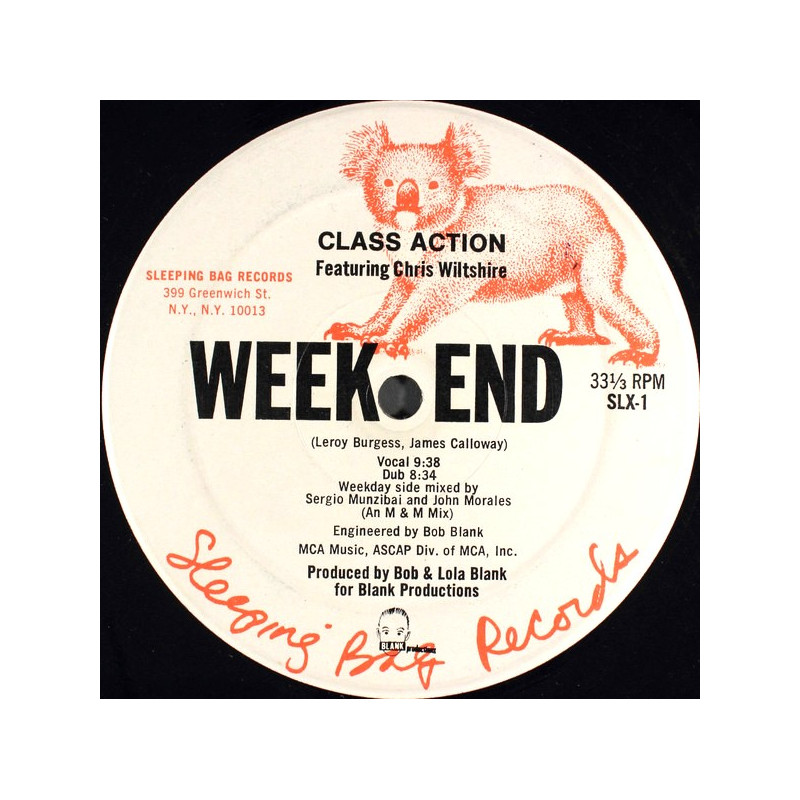 CLASS ACTION
Featuring Chris Wiltshire
SLEEPING BAG RECORDS
399 Greenwich St.
N.Y., N.Y. 10013
WEEK END
33⅓ RPM
SLX-1
(Leroy Burgess, James Calloway)
Vocal 9:38
Dub 8:34
Weekday side mixed by
Sergio Munzibai and John Morales
(An M & M Mix)
Engineered by Bob Blank
MCA Music, ASCAP Div. of MCA, Inc.
Produced by Bob & Lola Blank
for Blank Productions
BLANK productions
Sleeping Bag Records